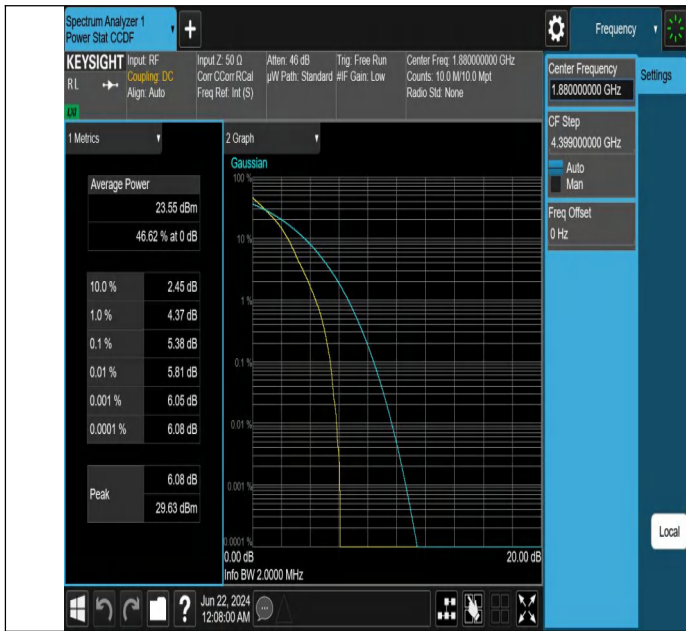 Spectrum Analyzer 1
Power Stat CCDF
+
Frequency
KEYSIGHT
RL
LXI
Input: RF
Coupling: DC
Align: Auto
Input Z: 50 Ω
Corr CCorr RCal
Freq Ref: Int (S)
Atten: 46 dB
µW Path: Standard
Trig: Free Run
#IF Gain: Low
Center Freq: 1.880000000 GHz
Counts: 10.0 M/10.0 Mpt
Radio Std: None
Center Frequency
1.880000000 GHz
Settings
CF Step
4.399000000 GHz
Auto
Man
Freq Offset
0 Hz
1 Metrics
Average Power
23.55 dBm
46.62 % at 0 dB
10.0 % 2.45 dB
1.0 % 4.37 dB
0.1 % 5.38 dB
0.01 % 5.81 dB
0.001 % 6.05 dB
0.0001 % 6.08 dB
Peak
6.08 dB
29.63 dBm
2 Graph
Gaussian
100 %
10 %
1 %
0.1 %
0.01 %
0.001 %
0.0001 %
0.00 dB 20.00 dB
Info BW 2.0000 MHz
Local
?
Jun 22, 2024
12:08:00 AM